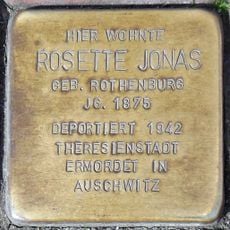 HIER WOHNTE
ROSETTE JONAS
GEB. ROTHENBURG
JG. 1875
DEPORTIERT 1942
THERESIENSTADT
ERMORDET IN
AUSCHWITZ